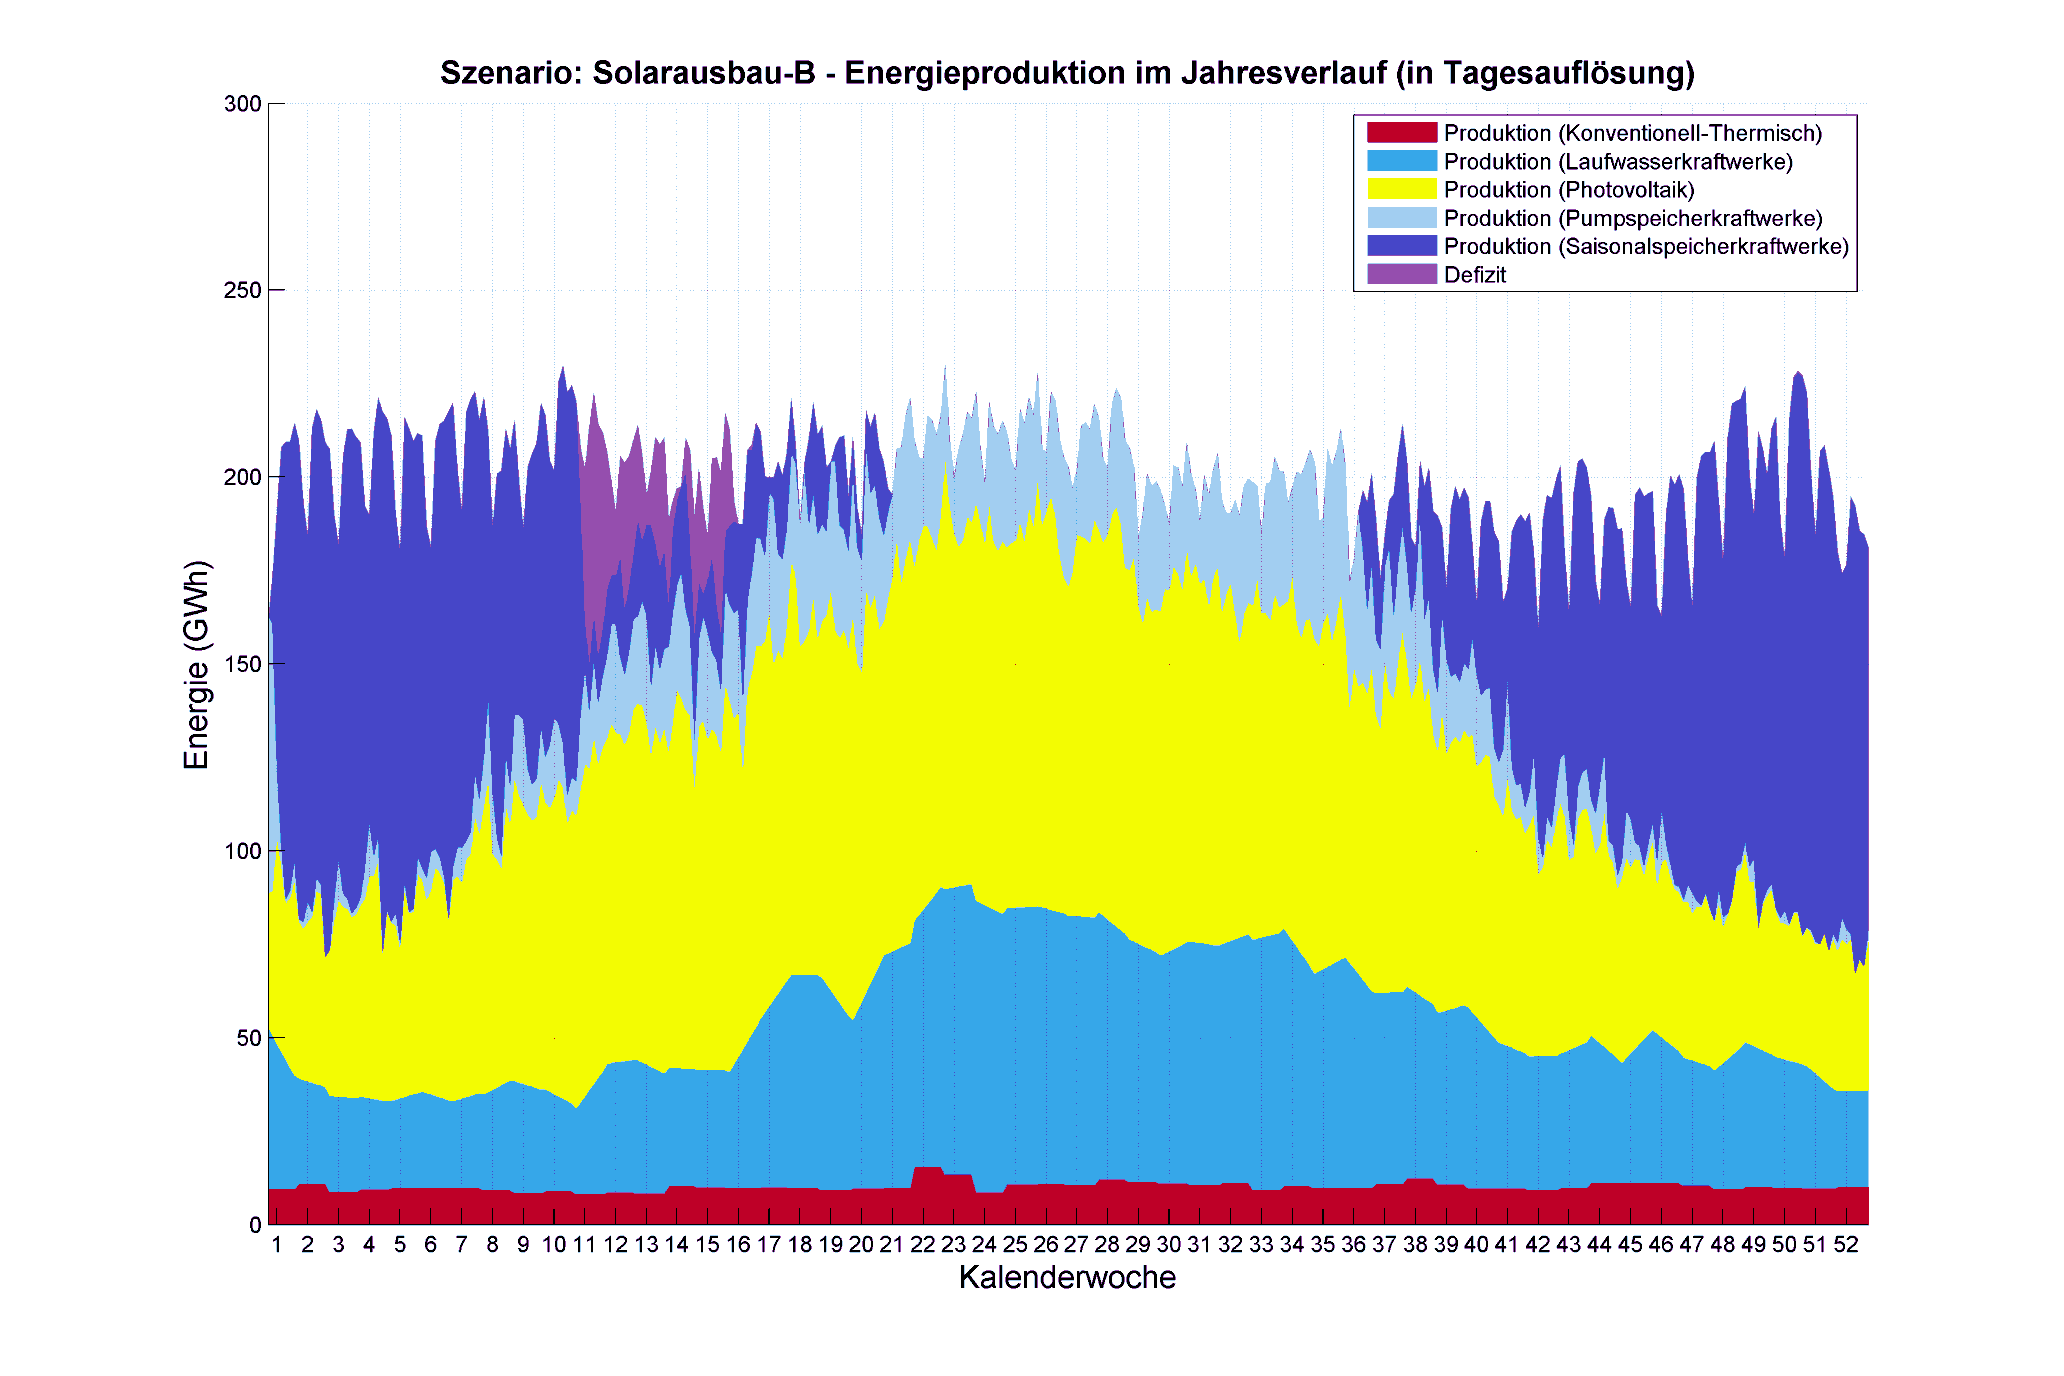 Szenario: Solarausbau-B - Energieproduktion im Jahresverlauf (in Tagesauflösung)
300
250
200
150
100
50
0
Energie (GWh)
Produktion (Konventionell-Thermisch)
Produktion (Laufwasserkraftwerke)
Produktion (Photovoltaik)
Produktion (Pumpspeicherkraftwerke)
Produktion (Saisonalspeicherkraftwerke)
Defizit
1 2 3 4 5 6 7 8 9 10 11 12 13 14 15 16 17 18 19 20 21 22 23 24 25 26 27 28 29 30 31 32 33 34 35 36 37 38 39 40 41 42 43 44 45 46 47 48 49 50 51 52
Kalenderwoche